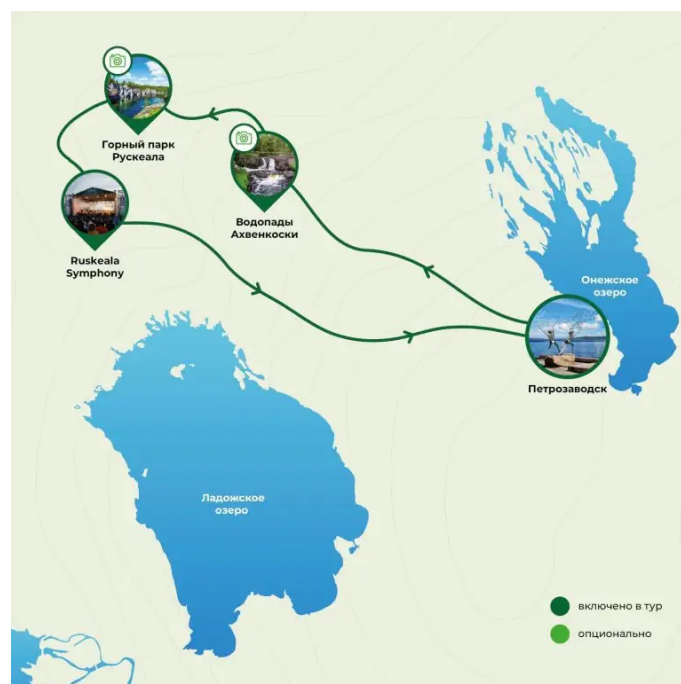 Горный парк
Рускеала
Водопады
Ахвенкоски
Ruskeala
Symphony
Онежское
озеро
Петрозаводск
Ладожское
озеро
включено в тур
опционально